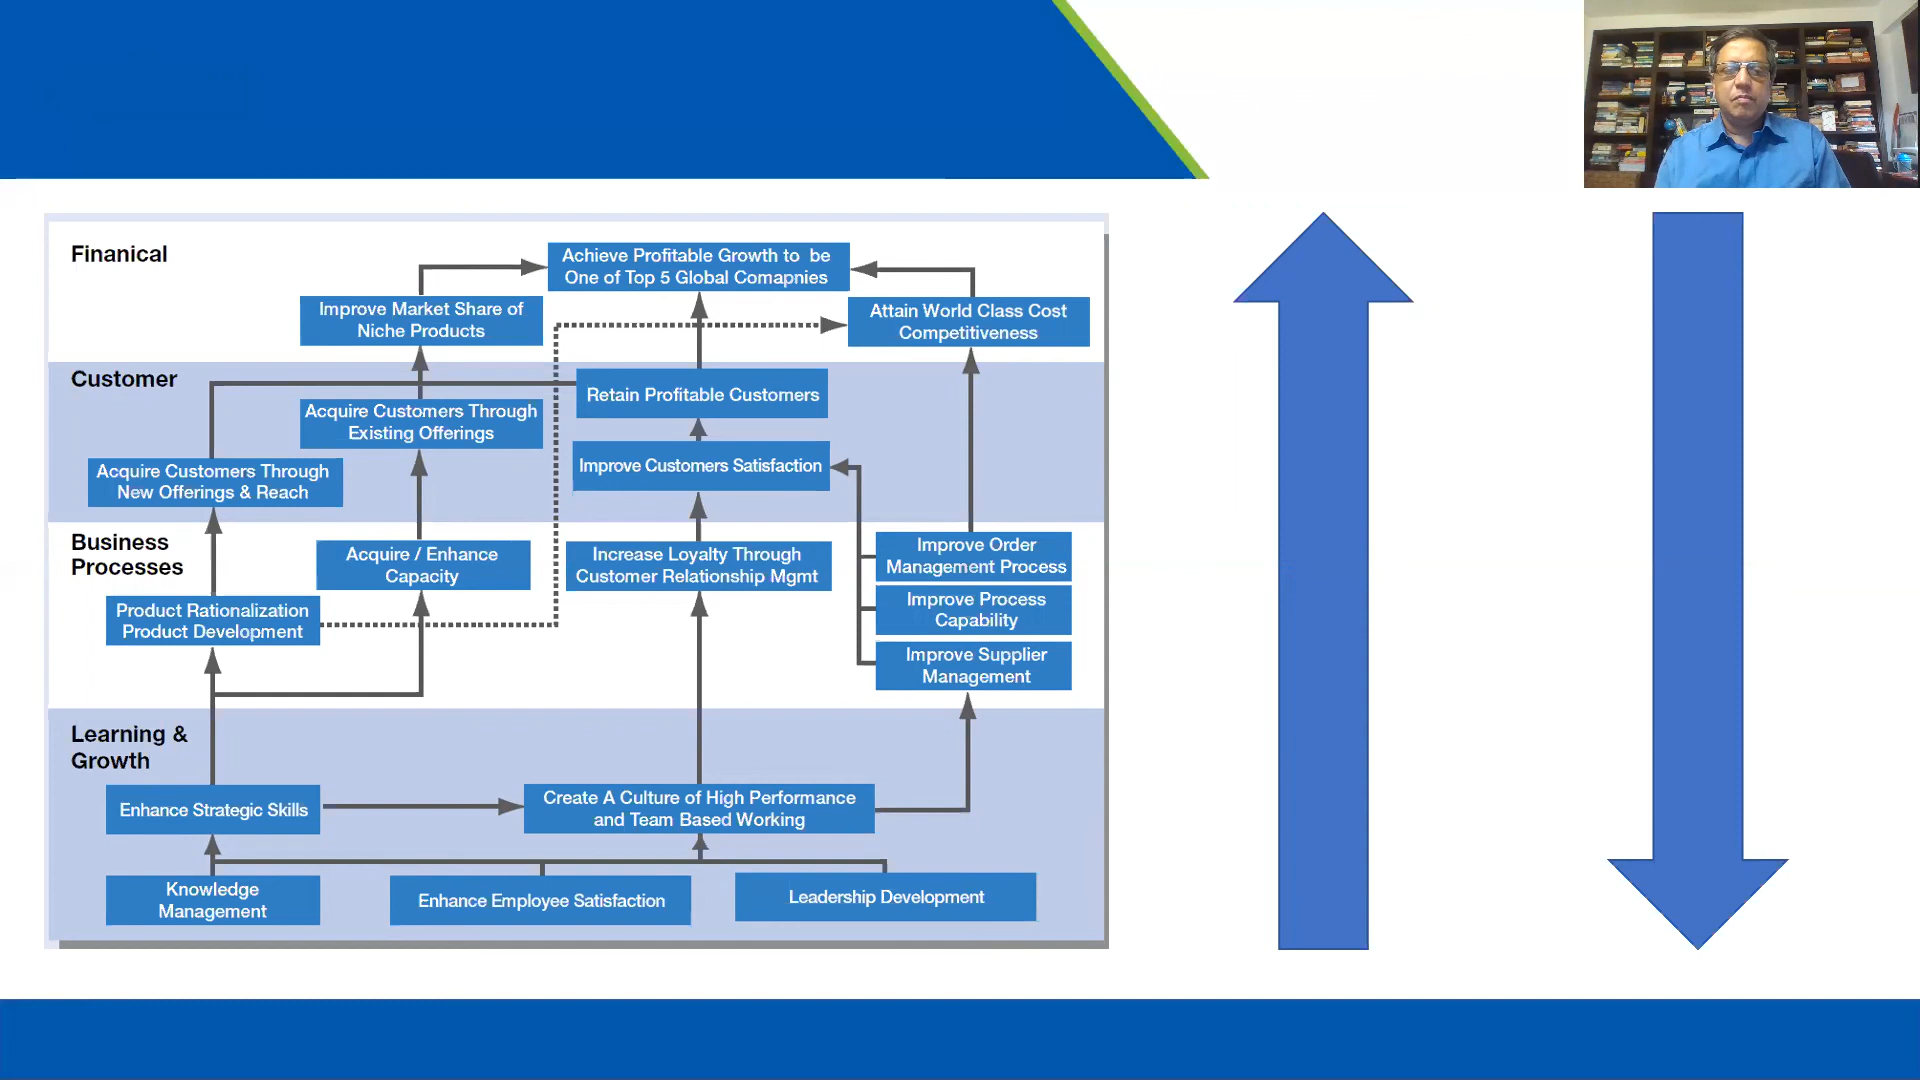 Finanical
Achieve Profitable Growth to be
One of Top 5 Global Comapnies
Improve Market Share of
Niche Products
Attain World Class Cost
Competitiveness
Customer
Retain Profitable Customers
Acquire Customers Through
Existing Offerings
Improve Customers Satisfaction
Acquire Customers Through
New Offerings & Reach
Business
Processes
Acquire / Enhance
Capacity
Increase Loyalty Through
Customer Relationship Mgmt
Improve Order
Management Process
Product Rationalization
Product Development
Improve Process
Capability
Improve Supplier
Management
Learning &
Growth
Enhance Strategic Skills
Create A Culture of High Performance
and Team Based Working
Knowledge
Management
Enhance Employee Satisfaction
Leadership Development